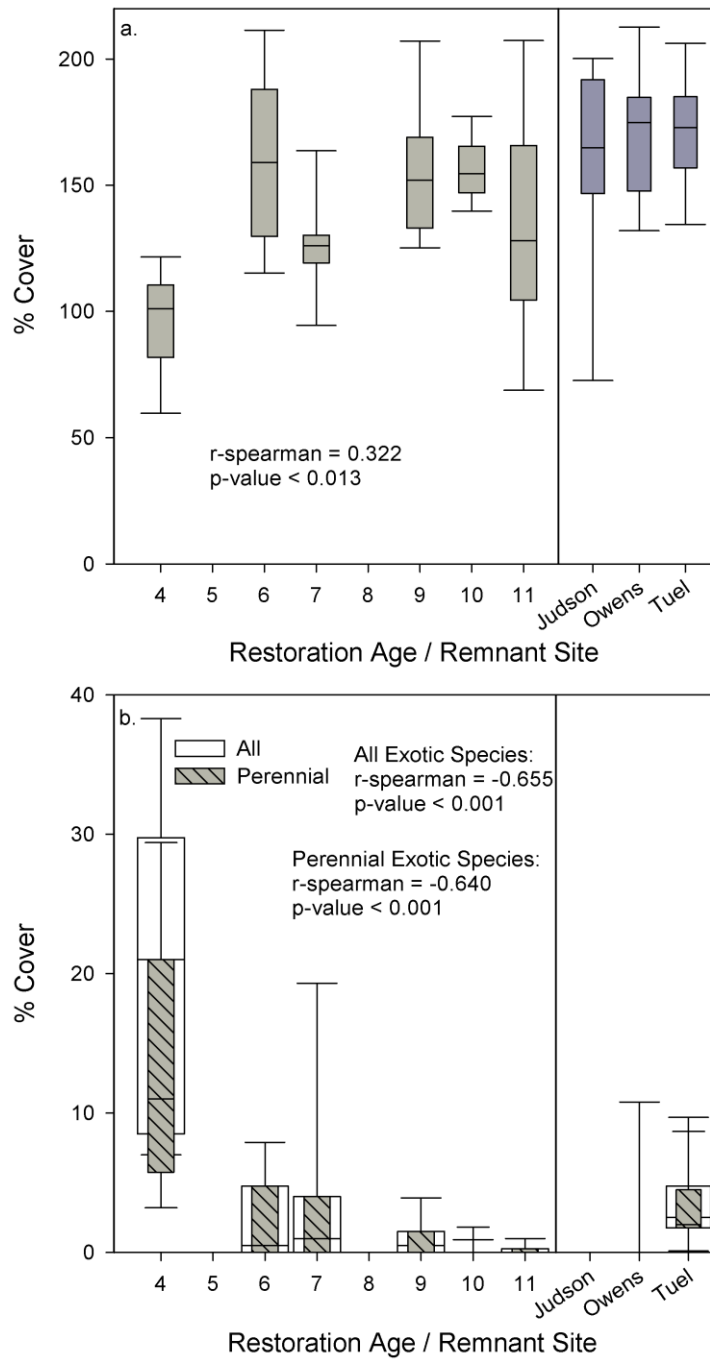 a.
200
150
100
50
0
% Cover
r-spearman = 0.322
p-value < 0.013
4 5 6 7 8 9 10 11 Judson Owens Tuel
Restoration Age / Remnant Site
b.
40
30
20
10
0
% Cover
All
Perennial
All Exotic Species:
r-spearman = -0.655
p-value < 0.001
Perennial Exotic Species:
r-spearman = -0.640
p-value < 0.001
4 5 6 7 8 9 10 11 Judson Owens Tuel
Restoration Age / Remnant Site